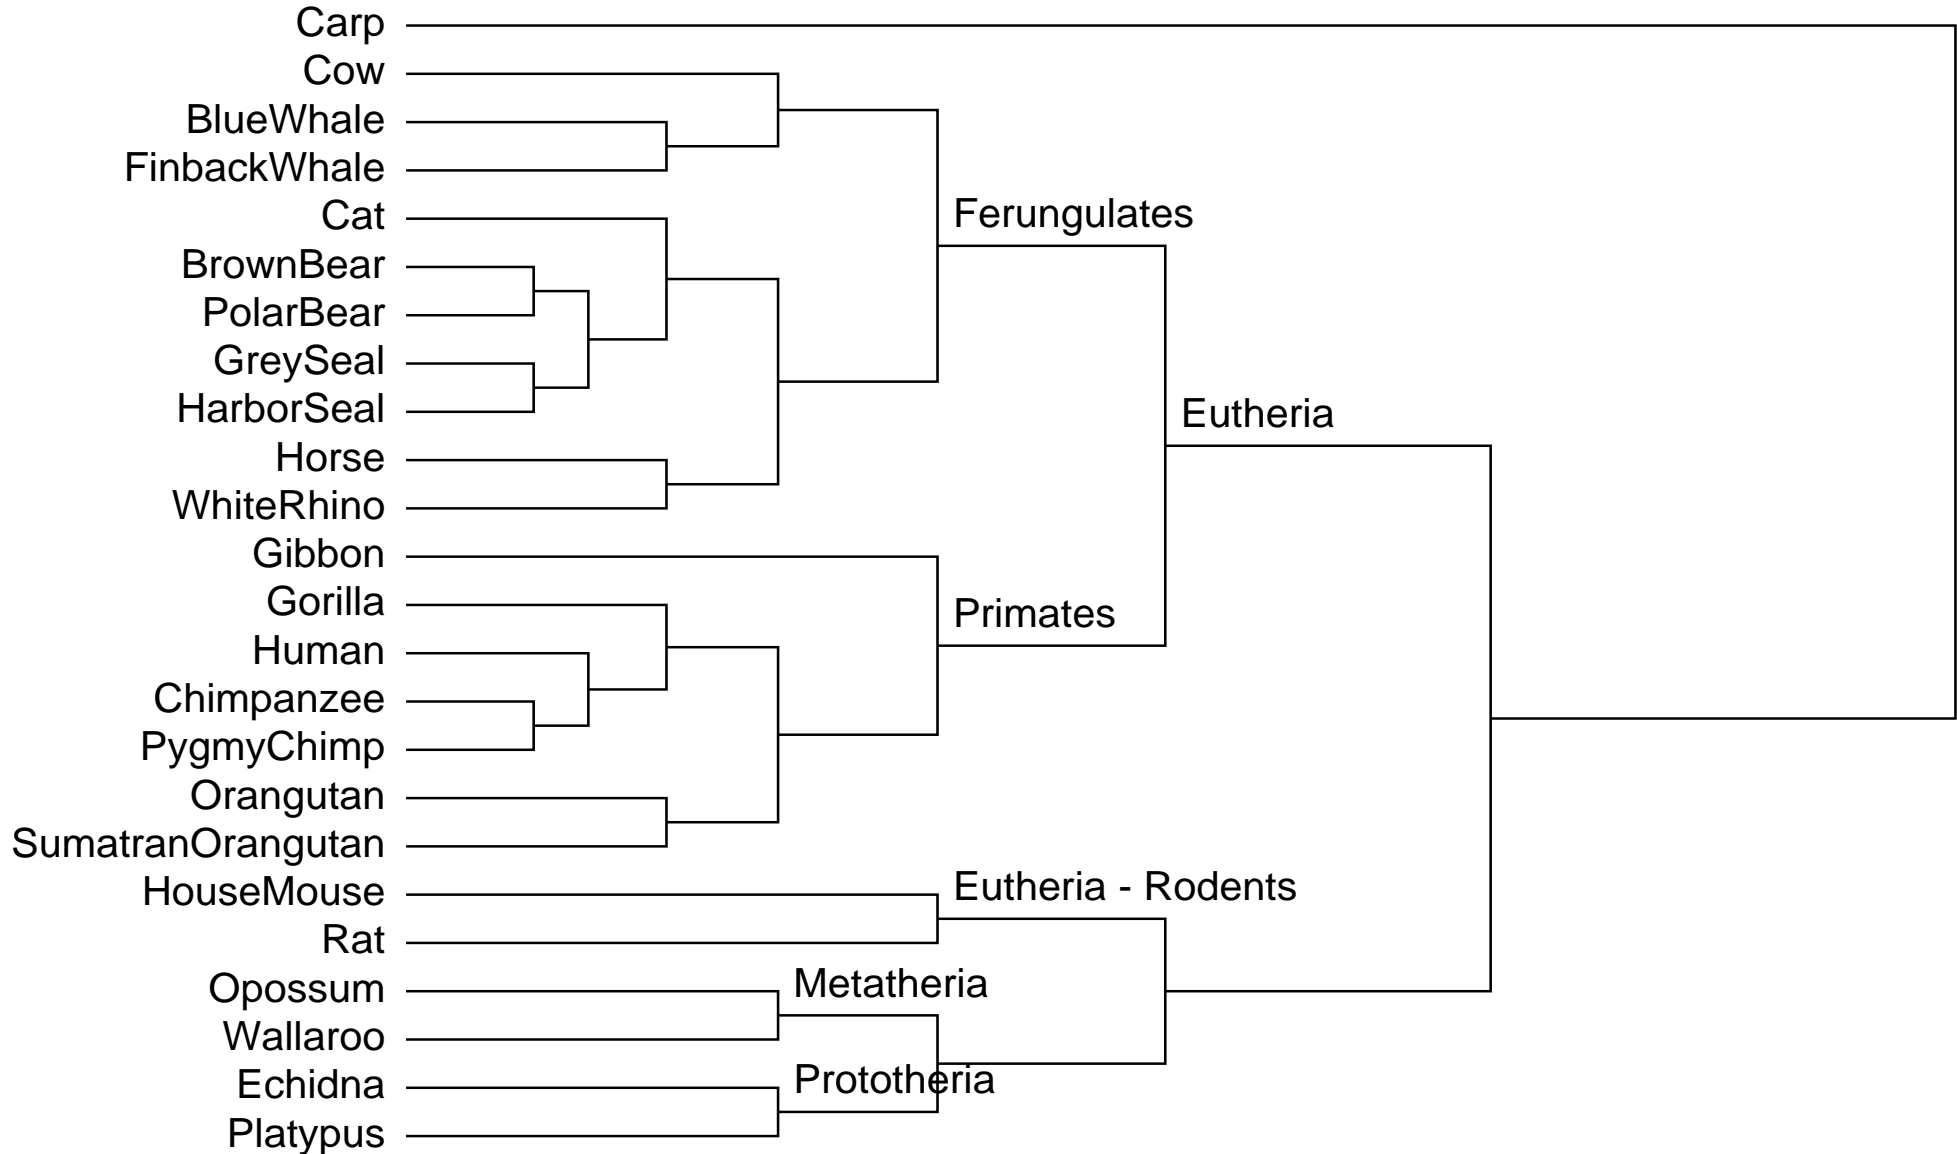 Carp
Cow
BlueWhale
FinbackWhale
Cat
Ferungulates
BrownBear
PolarBear
GreySeal
HarborSeal
Eutheria
Horse
WhiteRhino
Gibbon
Gorilla
Primates
Human
Chimpanzee
PygmyChimp
Orangutan
SumatranOrangutan
HouseMouse
Eutheria - Rodents
Rat
Opossum
Metatheria
Wallaroo
Echidna
Prototheria
Platypus